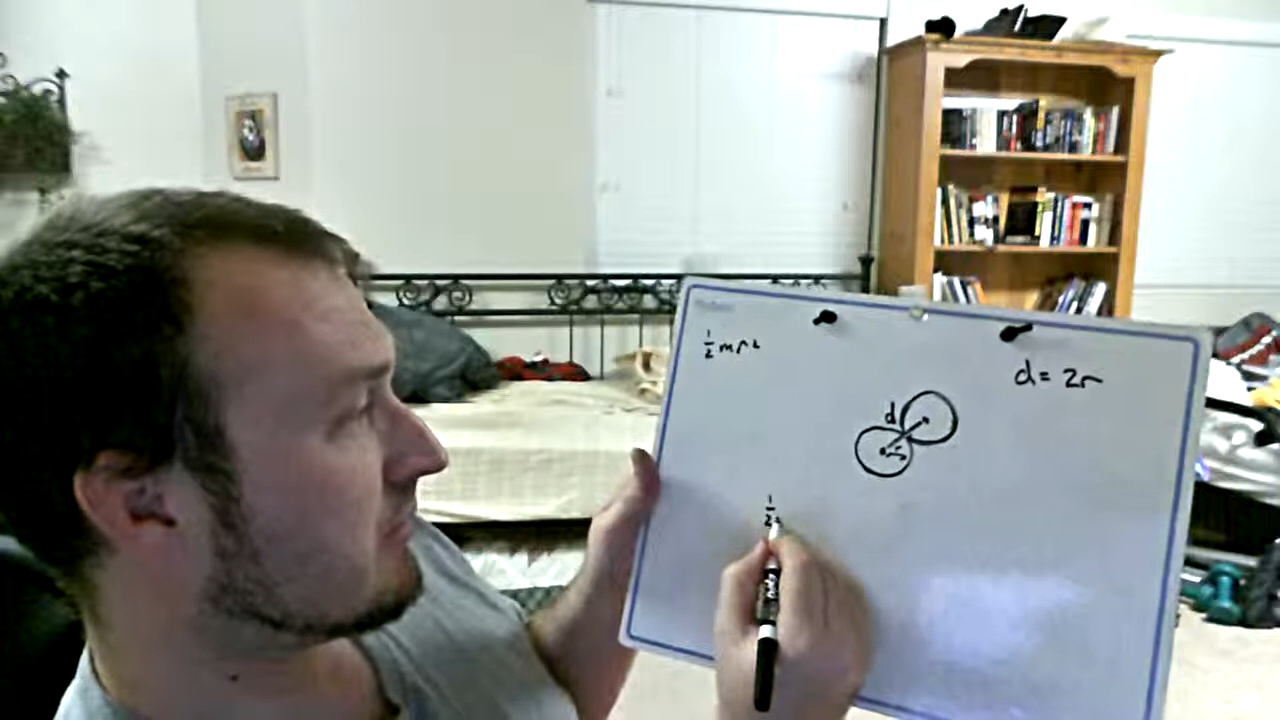 ½mr²
d = 2r
d
r
½